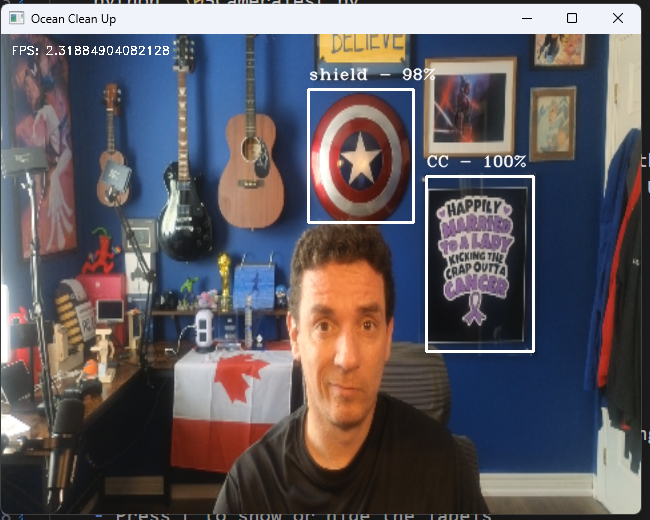 Ocean Clean Up
FPS: 2.31884904082128
BELIEVE
shield - 98%
CC - 100%
HAPPILY
MARRIED
TO A LADY
KICKING THE
CRAP OUTTA
CANCER
- Press l to show or hide the labels